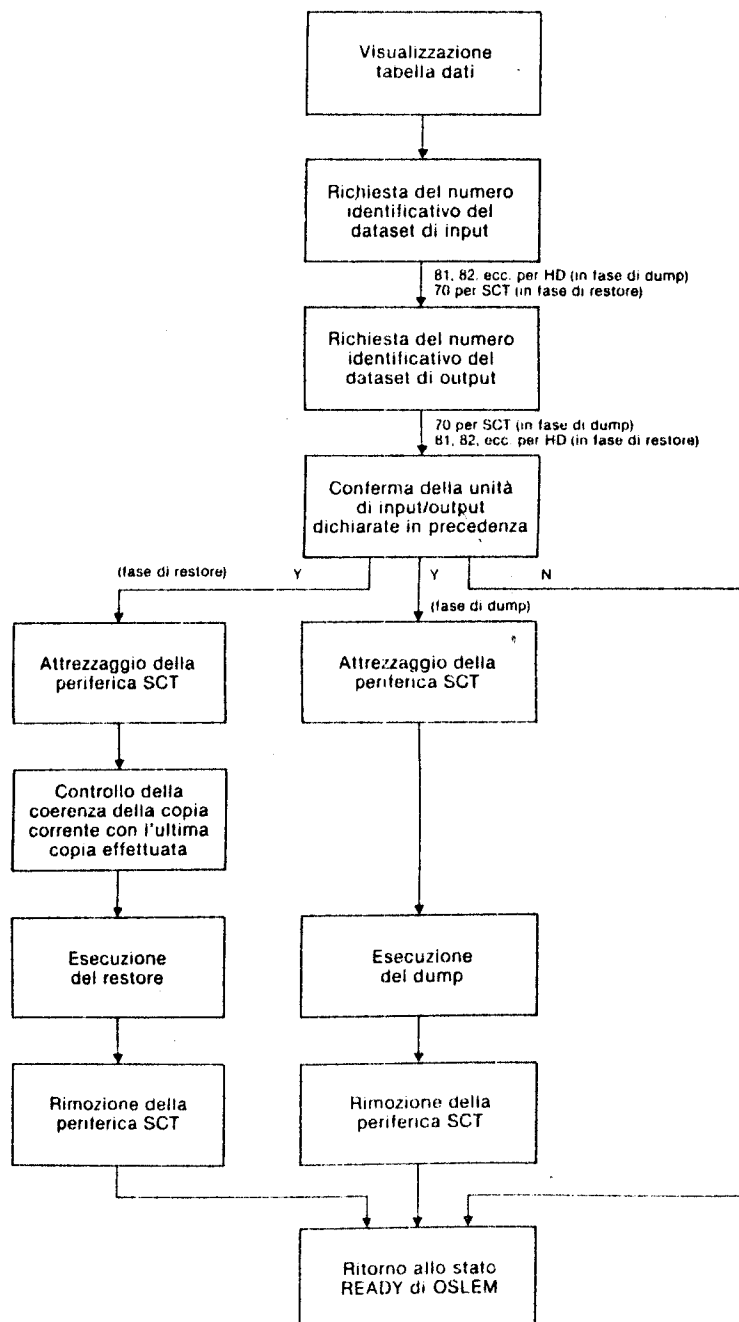 Visualizzazione
tabella dati
Richiesta del numero
identificativo del
dataset di input
81, 82, ecc. per HD (in fase di dump)
70 per SCT (in fase di restore)
Richiesta del numero
identificativo del
dataset di output
70 per SCT (in fase di dump)
81, 82, ecc. per HD (in fase di restore)
Conferma della unità
di input/output
dichiarate in precedenza
(fase di restore) Y Y N
(fase di dump)
Attrezzaggio della
periferica SCT
Attrezzaggio della
periferica SCT
Controllo della
coerenza della copia
corrente con l'ultima
copia effettuata
Esecuzione
del restore
Esecuzione
del dump
Rimozione della
periferica SCT
Rimozione della
periferica SCT
Ritorno allo stato
READY di OSLEM